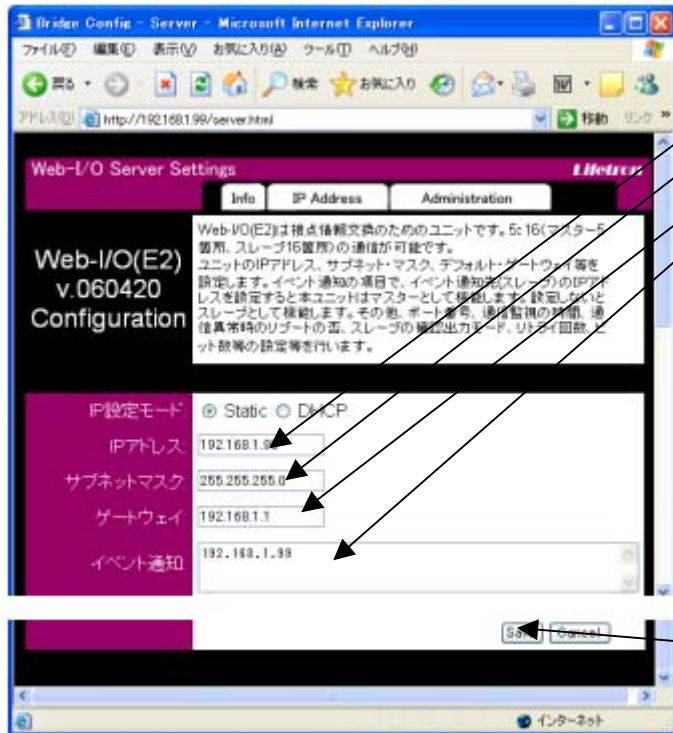 Bridge Config - Server - Microsoft Internet Explorer
ファイル(F) 編集(E) 表示(V) お気に入り(A) ツール(T) ヘルプ(H)
戻る 検索 お気に入り
アドレス(D) http://192.168.1.99/server.html 移動 リンク »
Web-I/O Server Settings Lifetron
Info IP Address Administration
Web-I/O(E2)
v.060420
Configuration
Web-I/O(E2)は接点情報交換のためのユニットです。5:16(マスター5
箇所、スレーブ16箇所)の通信が可能です。
ユニットのIPアドレス、サブネット・マスク、デフォルト・ゲートウェイ等を
設定します。イベント通知の項目で、イベント通知先(スレーブ)のIPアド
レスを設定すると本ユニットはマスターとして機能します。設定しないと
スレーブとして機能します。その他、ポート番号、通信監視の時間、通
信異常時のリブートの否、スレーブの出力モード、リトライ回数、ビ
ット数等の設定等を行います。
IP設定モード: Static DHCP
IPアドレス: 192.168.1.
サブネットマスク: 255.255.255.0
ゲートウェイ: 192.168.1.1
イベント通知: 192.168.1.99
Cancel
インターネット